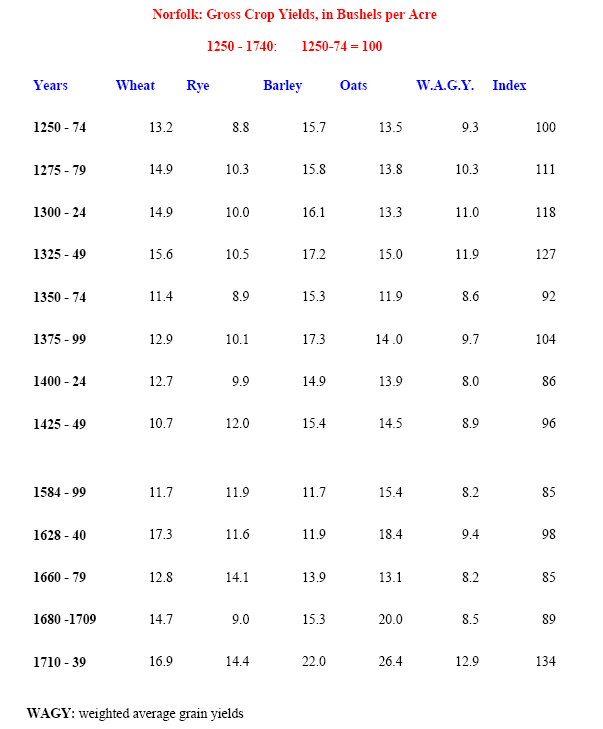 Norfolk: Gross Crop Yields, in Bushels per Acre
1250 - 1740: 1250-74 = 100
Years Wheat Rye Barley Oats W.A.G.Y. Index
1250 - 74 13.2 8.8 15.7 13.5 9.3 100
1275 - 79 14.9 10.3 15.8 13.8 10.3 111
1300 - 24 14.9 10.0 16.1 13.3 11.0 118
1325 - 49 15.6 10.5 17.2 15.0 11.9 127
1350 - 74 11.4 8.9 15.3 11.9 8.6 92
1375 - 99 12.9 10.1 17.3 14 .0 9.7 104
1400 - 24 12.7 9.9 14.9 13.9 8.0 86
1425 - 49 10.7 12.0 15.4 14.5 8.9 96
1584 - 99 11.7 11.9 11.7 15.4 8.2 85
1628 - 40 17.3 11.6 11.9 18.4 9.4 98
1660 - 79 12.8 14.1 13.9 13.1 8.2 85
1680 -1709 14.7 9.0 15.3 20.0 8.5 89
1710 - 39 16.9 14.4 22.0 26.4 12.9 134
WAGY: weighted average grain yields